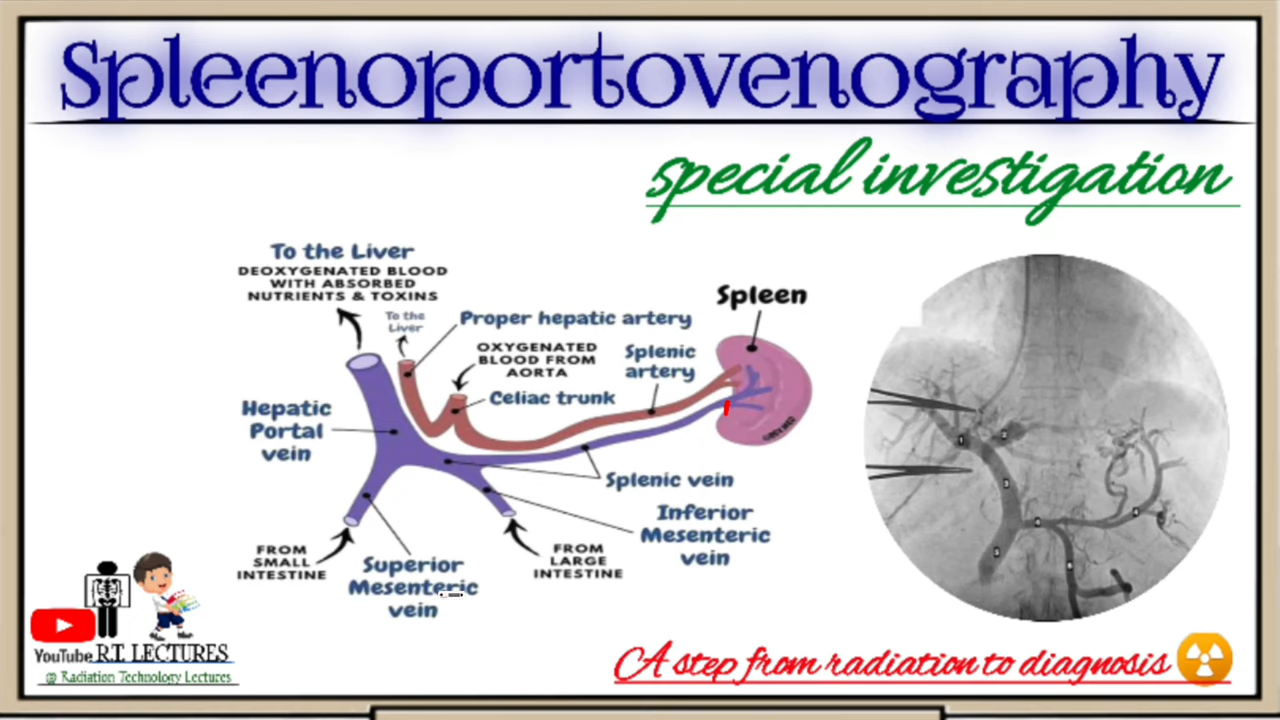 Spleenoportovenography
special investigation
To the Liver
DEOXYGENATED BLOOD
WITH ABSORBED
NUTRIENTS & TOXINS
To the
Liver
Proper hepatic artery
OXYGENATED
BLOOD FROM
AORTA
Celiac trunk
Splenic
artery
Spleen
Hepatic
Portal
vein
Splenic vein
Inferior
Mesenteric
vein
FROM
SMALL
INTESTINE
Superior
Mesenteric
vein
FROM
LARGE
INTESTINE
YouTube R.T. LECTURES
@ Radiation Technology Lectures
A step from radiation to diagnosis